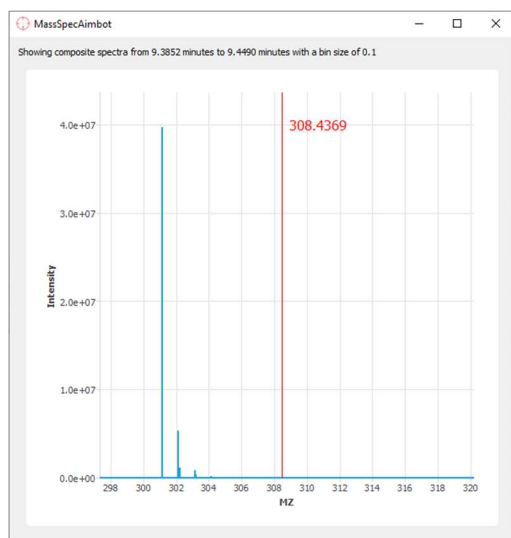 MassSpecAimbot
Showing composite spectra from 9.3852 minutes to 9.4490 minutes with a bin size of 0.1
308.4369
4.0e+07
3.0e+07
2.0e+07
1.0e+07
0.0e+00
Intensity
298 300 302 304 306 308 310 312 314 316 318 320
MZ